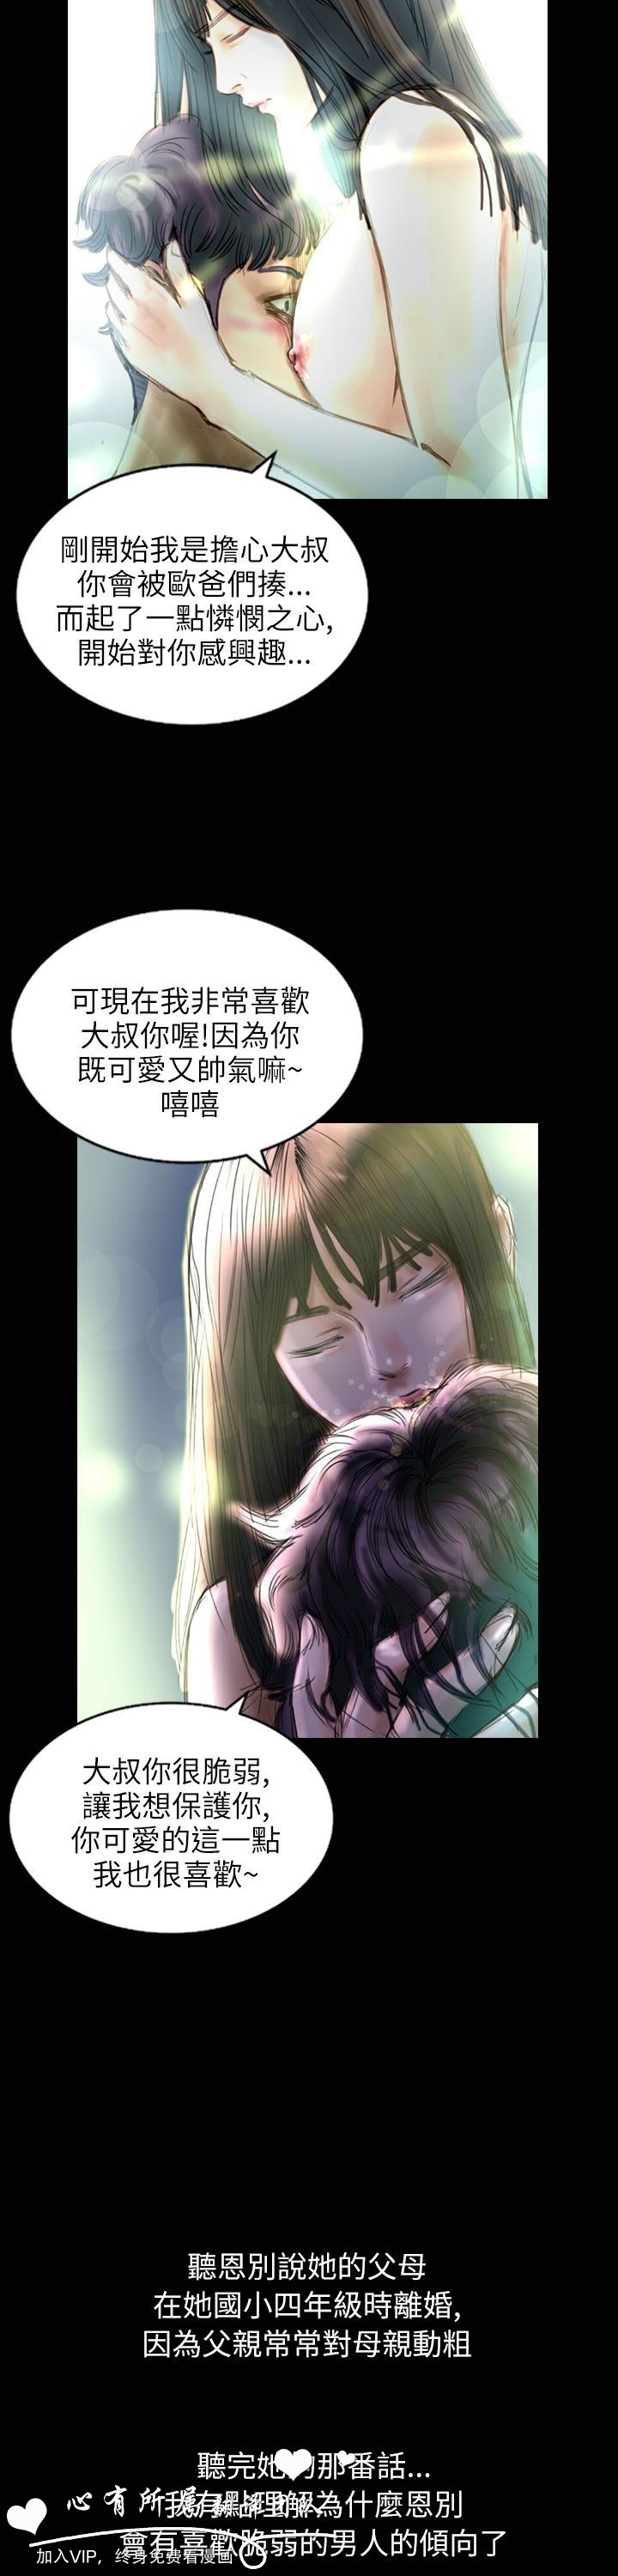 剛開始我是擔心大叔
你會被歐爸們揍...
而起了一點憐憫之心,
開始對你感興趣...
可現在我非常喜歡
大叔你喔!因為你
既可愛又帥氣嘛~
嘻嘻
大叔你很脆弱,
讓我想保護你,
你可愛的這一點
我也很喜歡~
聽恩別說她的父母
在她國小四年級時離婚,
因為父親常常對母親動粗
聽完她的那番話...
我有點理解為什麼恩別
會有喜歡脆弱的男人的傾向了
心有所屬
加入VIP，终身免费看漫画